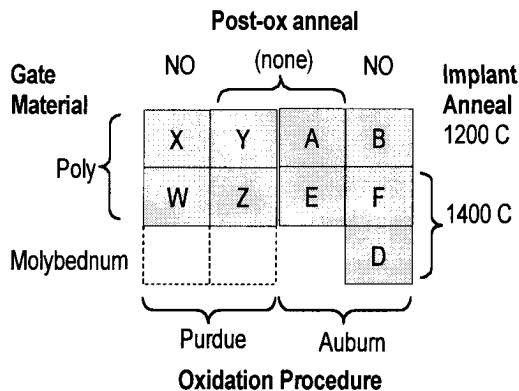 Post-ox anneal
NO (none) NO
Gate Material
Implant Anneal
X Y A B
1200 C
Poly
W Z E F
1400 C
Molybednum
D
Purdue Auburn
Oxidation Procedure